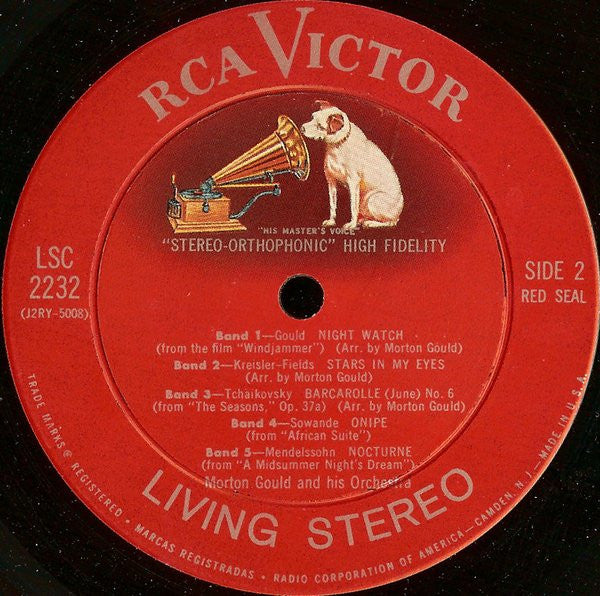 RCA VICTOR
"HIS MASTER'S VOICE"
"STEREO-ORTHOPHONIC" HIGH FIDELITY
LSC
2232
(J2RY-5008)
SIDE 2
RED SEAL
Band 1—Gould NIGHT WATCH
(from the film "Windjammer") (Arr. by Morton Gould)
Band 2—Kreisler-Fields STARS IN MY EYES
(Arr. by Morton Gould)
Band 3—Tchaikovsky BARCAROLLE (June) No. 6
(from "The Seasons," Op. 37a) (Arr. by Morton Gould)
Band 4—Sowande ONIPE
(from "African Suite")
Band 5—Mendelssohn NOCTURNE
(from "A Midsummer Night's Dream")
Morton Gould and his Orchestra
LIVING STEREO
TRADE MARKS ® REGISTERED • MARCAS REGISTRADAS • RADIO CORPORATION OF AMERICA—CAMDEN, N. J.—MADE IN U.S.A.